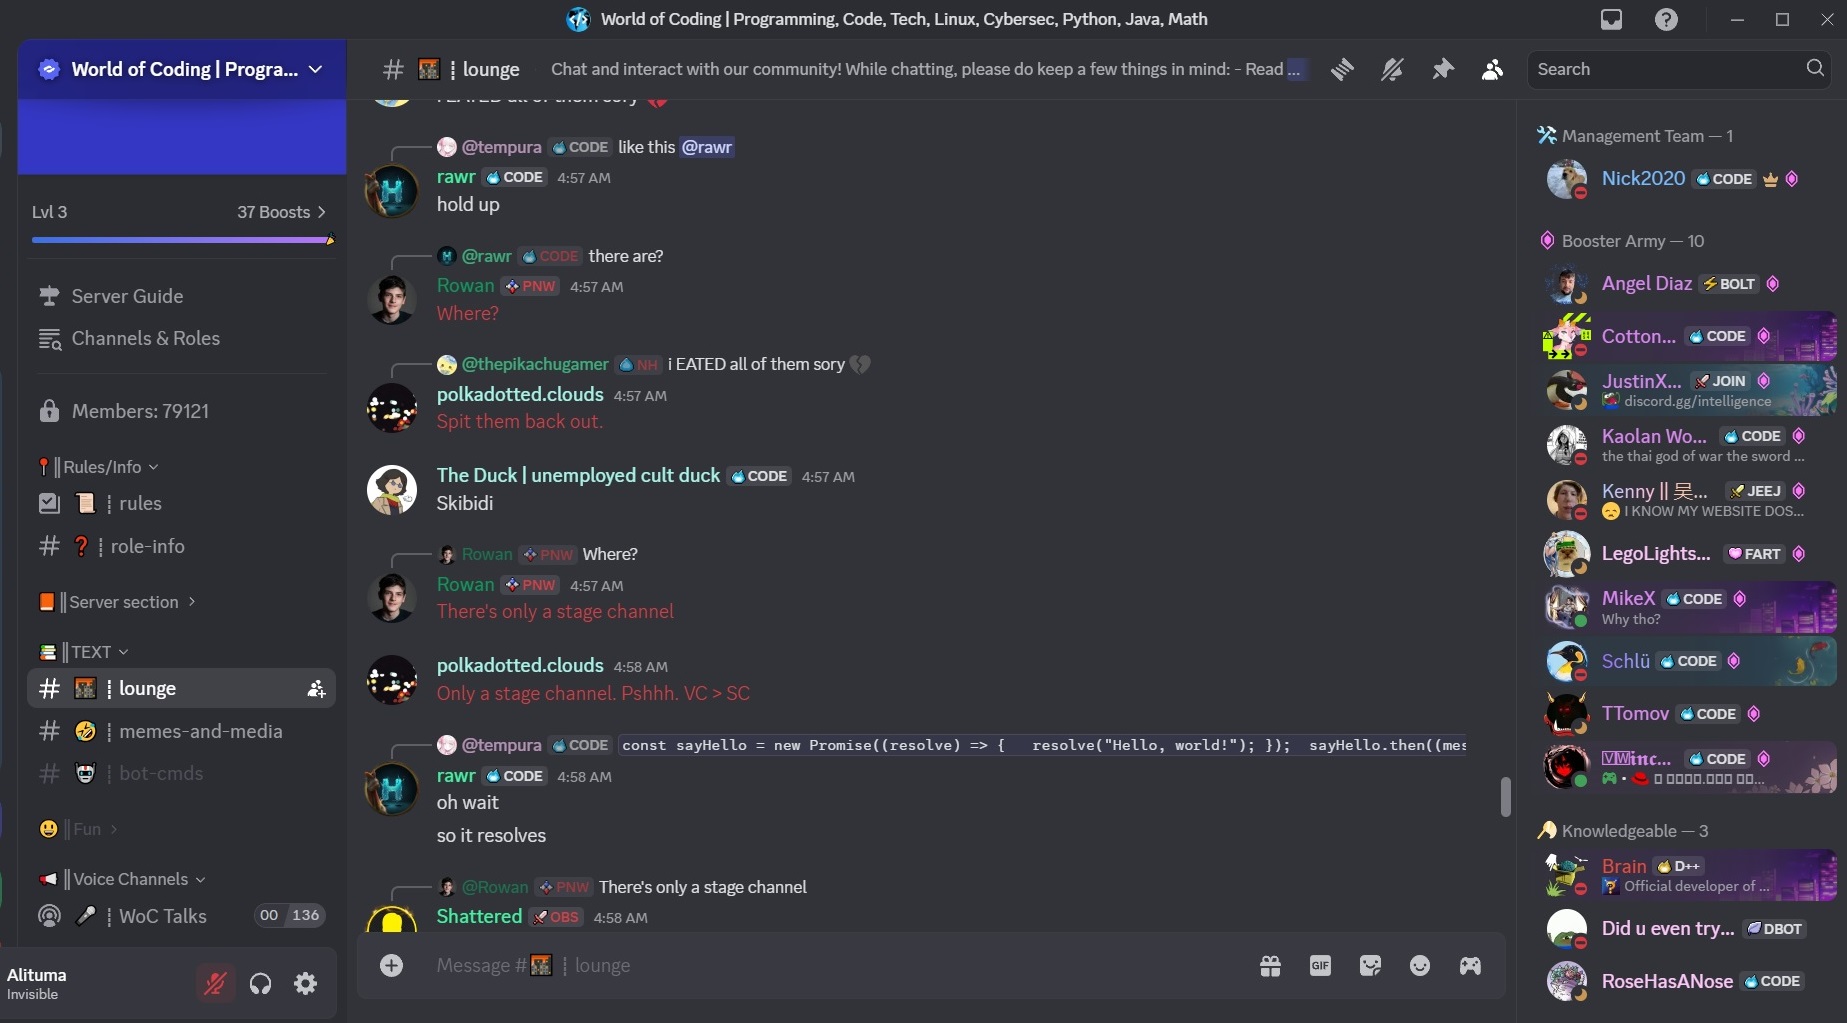 World of Coding | Programming, Code, Tech, Linux, Cybersec, Python, Java, Math
World of Coding | Progra...
# lounge
Chat and interact with our community! While chatting, please do keep a few things in mind: - Read ...
Search
Lvl 3
37 Boosts
Server Guide
Channels & Roles
Members: 79121
Rules/Info
rules
# role-info
Server section
TEXT
# lounge
# memes-and-media
# bot-cmds
Fun
Voice Channels
WoC Talks
00 136
Alituma
Invisible
@tempura CODE like this @rawr
rawr CODE 4:57 AM
hold up
@rawr CODE there are?
Rowan PNW 4:57 AM
Where?
@thepikachugamer NH i EATED all of them sory
polkadotted.clouds 4:57 AM
Spit them back out.
The Duck | unemployed cult duck CODE 4:57 AM
Skibidi
Rowan PNW Where?
Rowan PNW 4:57 AM
There's only a stage channel
polkadotted.clouds 4:58 AM
Only a stage channel. Pshhh. VC > SC
@tempura CODE const sayHello = new Promise((resolve) => { resolve("Hello, world!"); }); sayHello.then((mes
rawr CODE 4:58 AM
oh wait
so it resolves
@Rowan PNW There's only a stage channel
Shattered OBS 4:58 AM
Message # lounge
GIF
Management Team — 1
Nick2020 CODE
Booster Army — 10
Angel Diaz BOLT
Cotton... CODE
JustinX... JOIN
discord.gg/intelligence
Kaolan Wo... CODE
the thai god of war the sword ...
Kenny || 吴... JEEJ
I KNOW MY WEBSITE DOS...
LegoLights... FART
MikeX CODE
Why tho?
Schlü CODE
TTomov CODE
CODE
Knowledgeable — 3
Brain D++
Official developer of ...
Did u even try... DBOT
RoseHasANose CODE